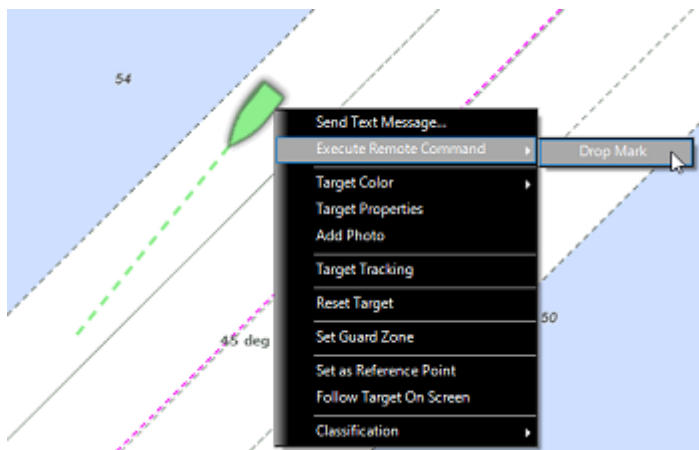 54
Send Text Message...
Execute Remote Command
Drop Mark
Target Color
Target Properties
Add Photo
Target Tracking
Reset Target
Set Guard Zone
50
45 deg
Set as Reference Point
Follow Target On Screen
Classification